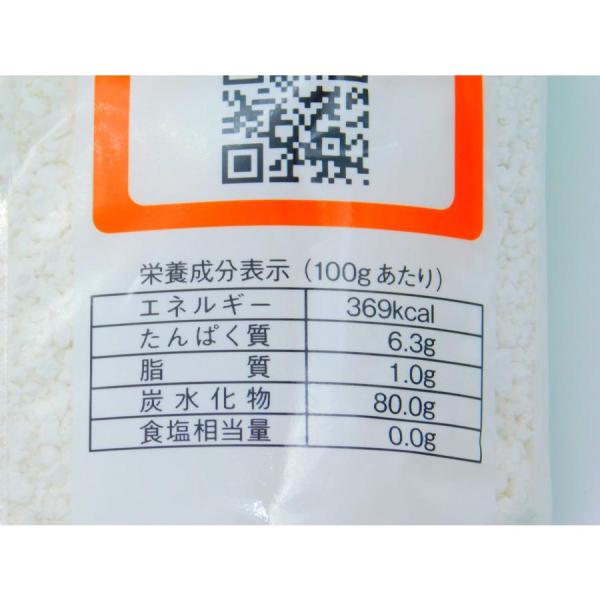 栄養成分表示（100gあたり）
エネルギー 369kcal
たんぱく質 6.3g
脂質 1.0g
炭水化物 80.0g
食塩相当量 0.0g